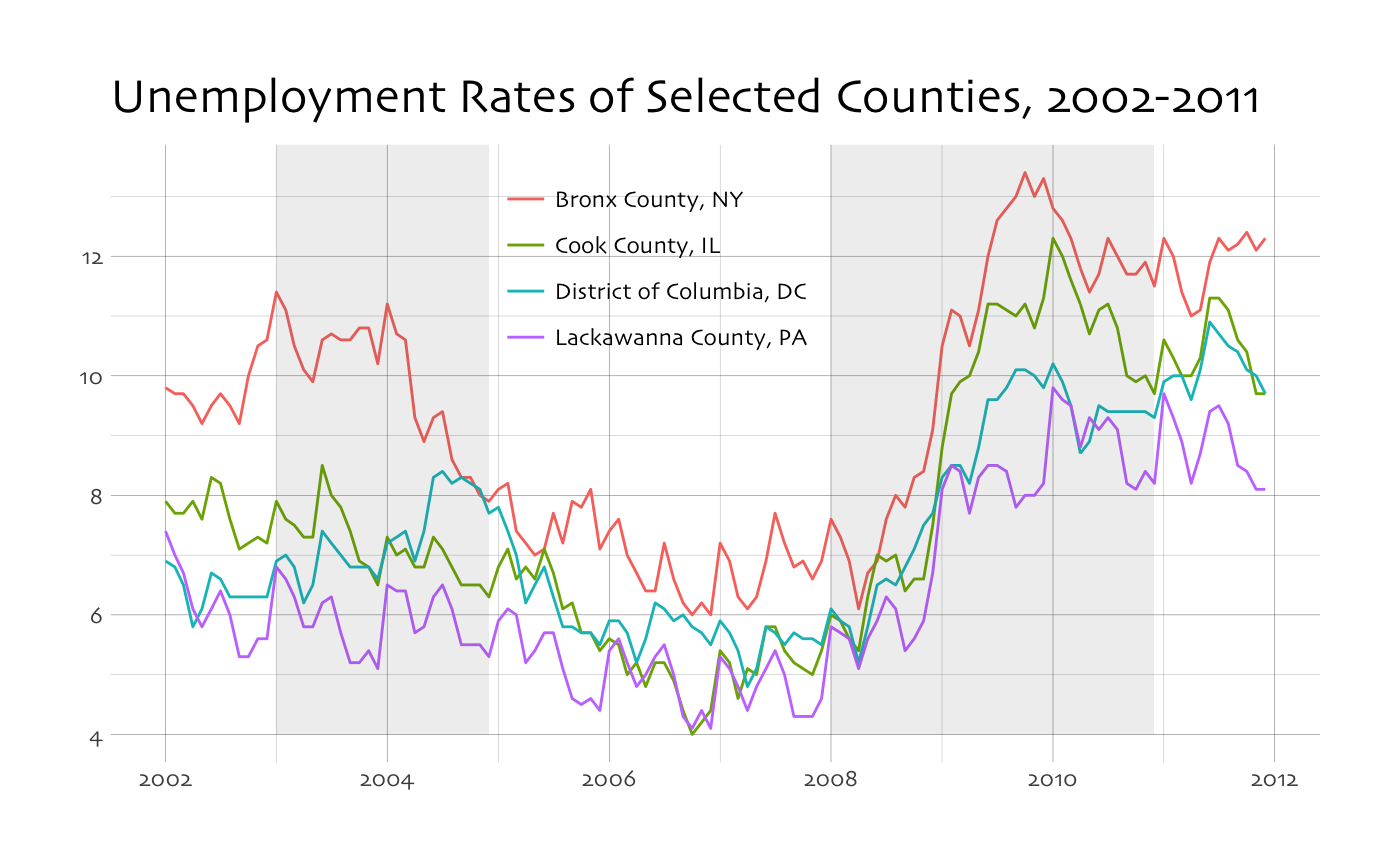 Unemployment Rates of Selected Counties, 2002-2011
Bronx County, NY
Cook County, IL
District of Columbia, DC
Lackawanna County, PA
12
10
8
6
4
2002 2004 2006 2008 2010 2012